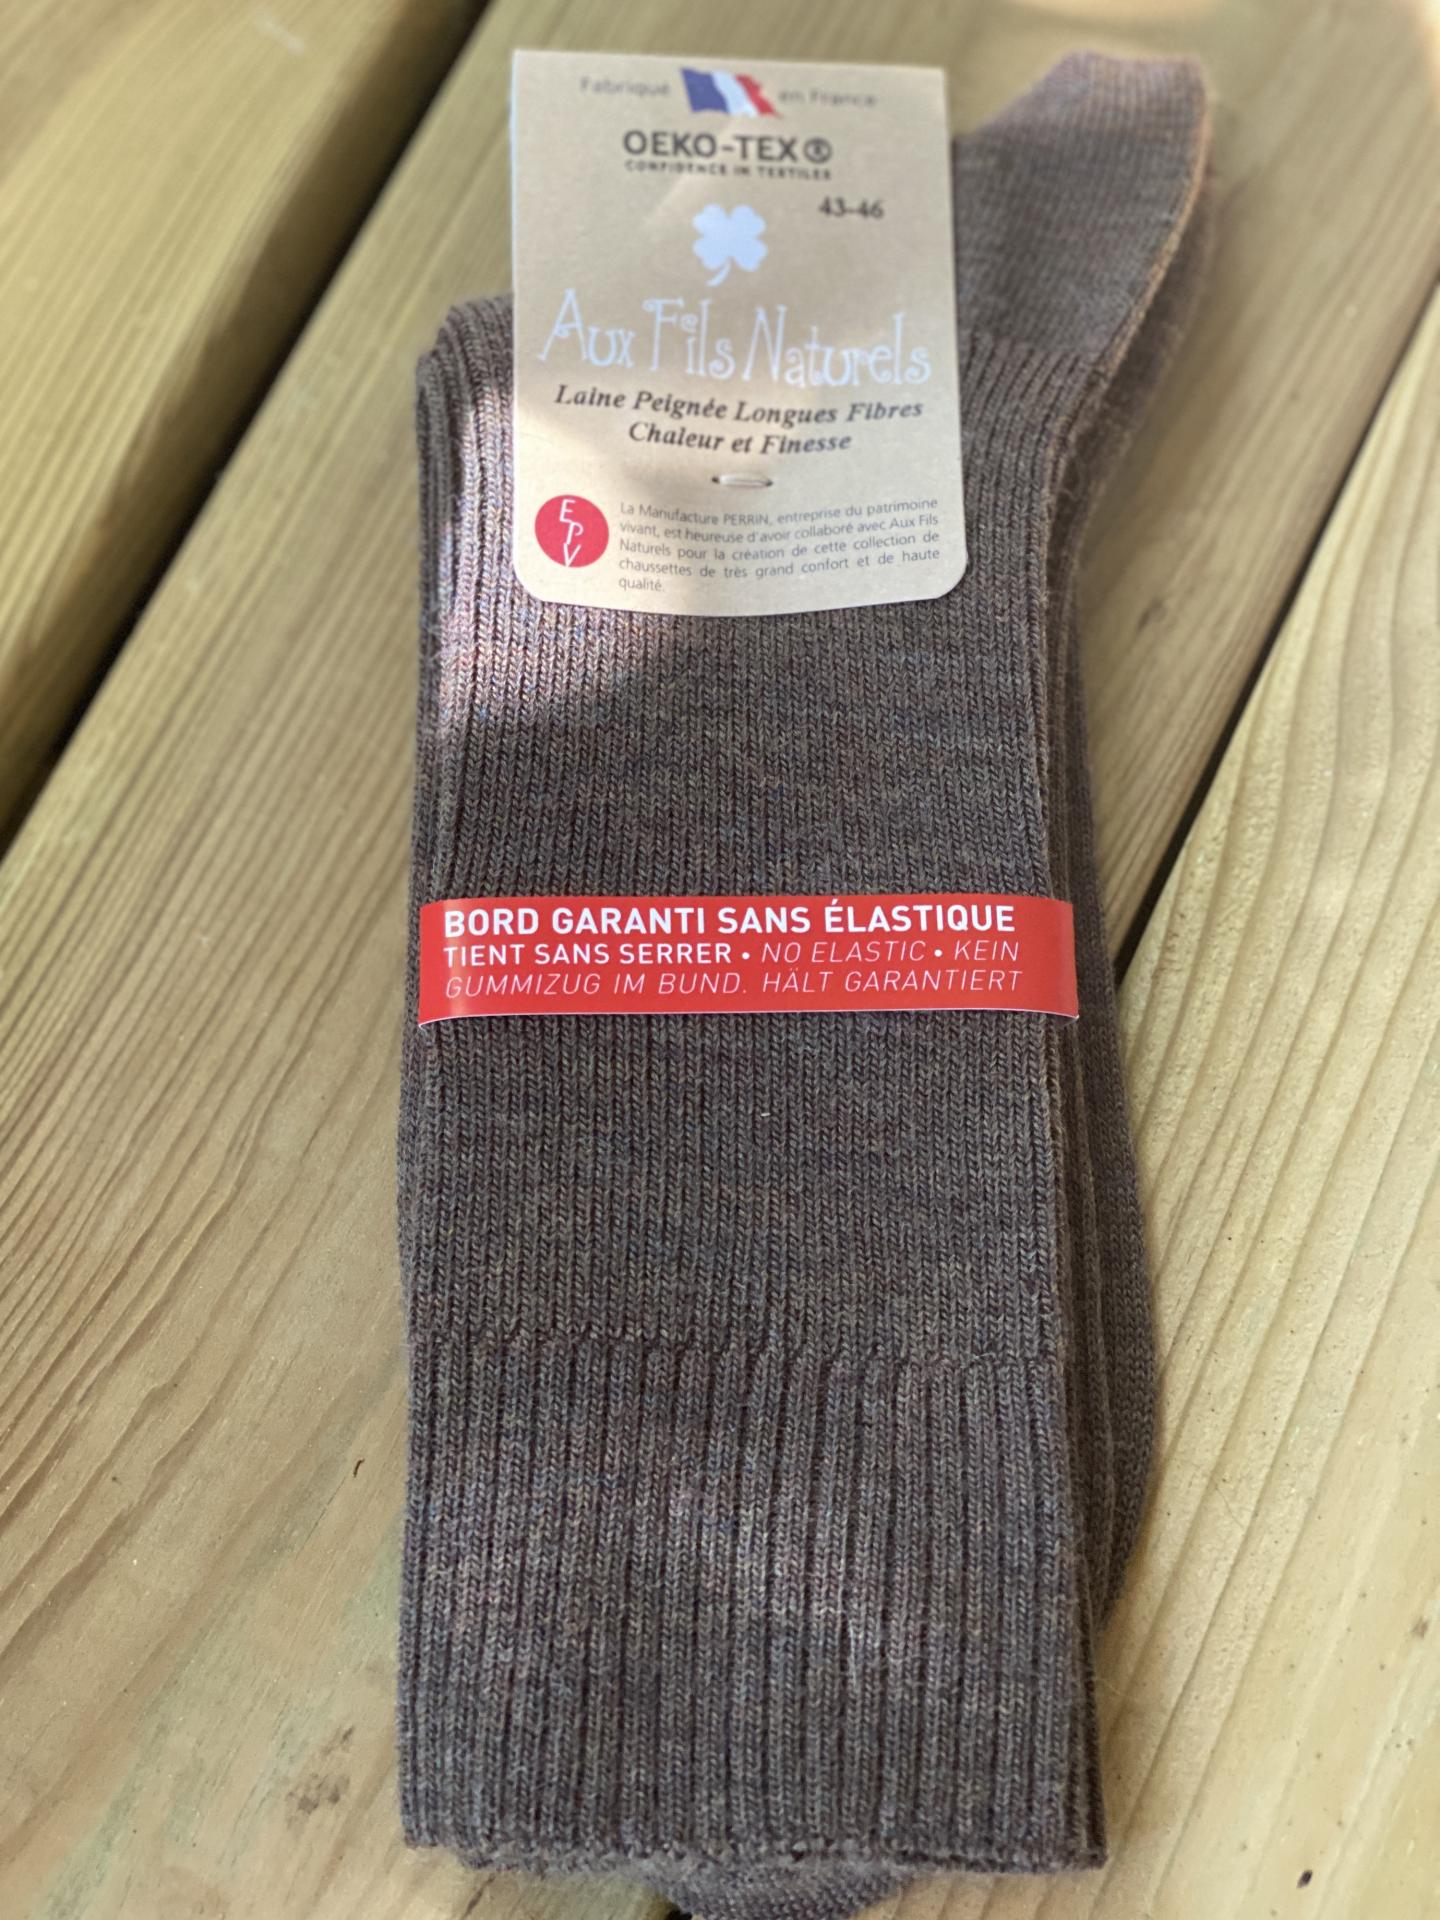 Fabriqué en France
OEKO-TEX®
CONFIDENCE IN TEXTILES
43-46
Aux Fils Naturels
Laine Peignée Longues Fibres
Chaleur et Finesse
EPV
La Manufacture PERRIN, entreprise du patrimoine
vivant, est heureuse d'avoir collaboré avec Aux Fils
Naturels pour la création de cette collection de
chaussettes de très grand confort et de haute
qualité.
BORD GARANTI SANS ÉLASTIQUE
TIENT SANS SERRER • NO ELASTIC • KEIN
GUMMIZUG IM BUND. HÄLT GARANTIERT